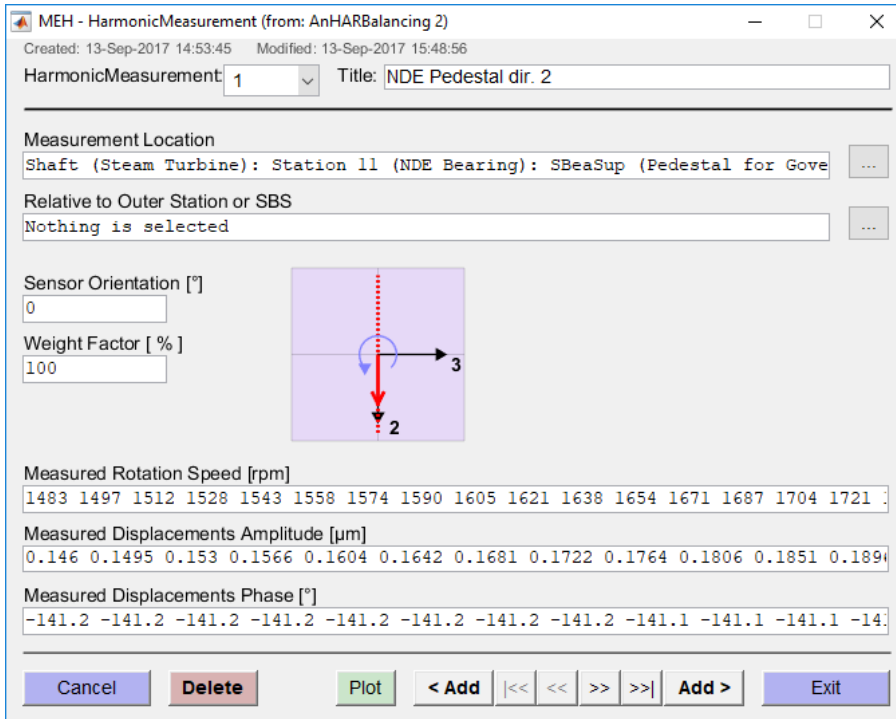 MEH - HarmonicMeasurement (from: AnHARBalancing 2)
Created: 13-Sep-2017 14:53:45 Modified: 13-Sep-2017 15:48:56
HarmonicMeasurement: 1 Title: NDE Pedestal dir. 2
Measurement Location
Shaft (Steam Turbine): Station 11 (NDE Bearing): SBeaSup (Pedestal for Gove
...
Relative to Outer Station or SBS
Nothing is selected
...
Sensor Orientation [°]
0
Weight Factor [ % ]
100
3
2
Measured Rotation Speed [rpm]
1483 1497 1512 1528 1543 1558 1574 1590 1605 1621 1638 1654 1671 1687 1704 1721
Measured Displacements Amplitude [µm]
0.146 0.1495 0.153 0.1566 0.1604 0.1642 0.1681 0.1722 0.1764 0.1806 0.1851
Measured Displacements Phase [°]
-141.2 -141.2 -141.2 -141.2 -141.2 -141.2 -141.2 -141.2 -141.1 -141.1 -141.1
Cancel Delete Plot < Add |<< << >> >>| Add > Exit